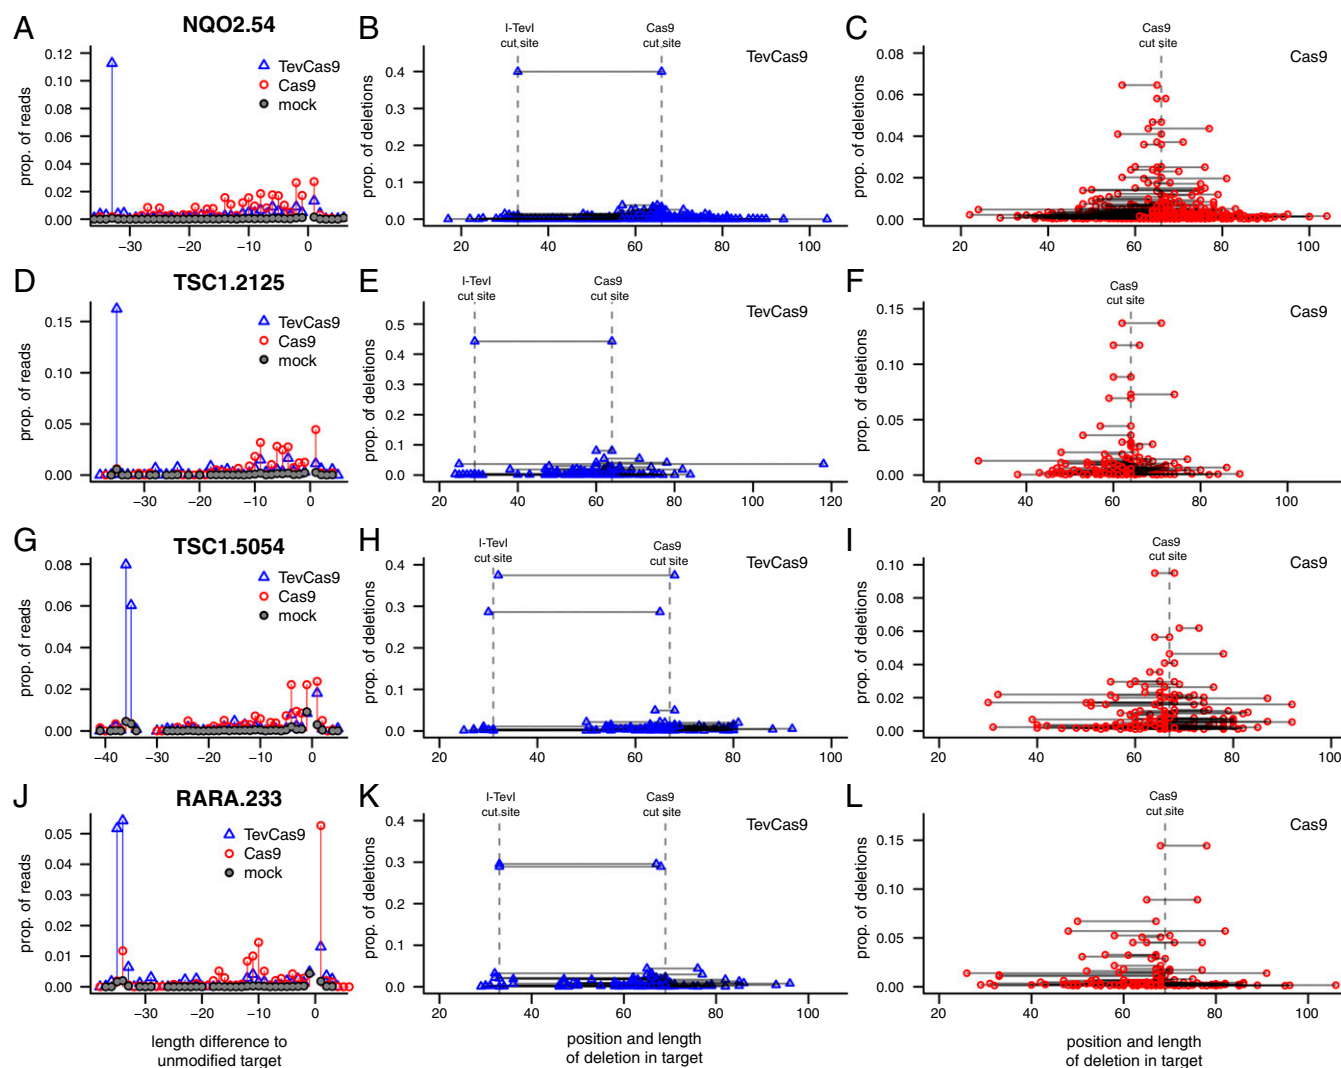 A
NQO2.54
prop. of reads
0.12
0.10
0.08
0.06
0.04
0.02
0.00
−30
−20
−10
0
TevCas9
Cas9
mock
B
I-TevI
cut site
Cas9
cut site
TevCas9
prop. of deletions
0.4
0.3
0.2
0.1
0.0
20
40
60
80
100
C
Cas9
cut site
Cas9
prop. of deletions
0.08
0.06
0.04
0.02
0.00
20
40
60
80
100
D
TSC1.2125
prop. of reads
0.15
0.10
0.05
0.00
−30
−20
−10
0
TevCas9
Cas9
mock
E
I-TevI
cut site
Cas9
cut site
TevCas9
prop. of deletions
0.5
0.4
0.3
0.2
0.1
0.0
20
40
60
80
100
120
F
Cas9
cut site
Cas9
prop. of deletions
0.15
0.10
0.05
0.00
20
40
60
80
100
G
TSC1.5054
prop. of reads
0.08
0.06
0.04
0.02
0.00
−40
−30
−20
−10
0
TevCas9
Cas9
mock
H
I-TevI
cut site
Cas9
cut site
TevCas9
prop. of deletions
0.4
0.3
0.2
0.1
0.0
20
40
60
80
100
I
Cas9
cut site
Cas9
prop. of deletions
0.10
0.08
0.06
0.04
0.02
0.00
20
40
60
80
100
J
RARA.233
prop. of reads
0.05
0.04
0.03
0.02
0.01
0.00
−30
−20
−10
0
TevCas9
Cas9
mock
length difference to
unmodified target
K
I-TevI
cut site
Cas9
cut site
TevCas9
prop. of deletions
0.4
0.3
0.2
0.1
0.0
20
40
60
80
100
position and length
of deletion in target
L
Cas9
cut site
Cas9
prop. of deletions
0.15
0.10
0.05
0.00
20
40
60
80
100
position and length
of deletion in target